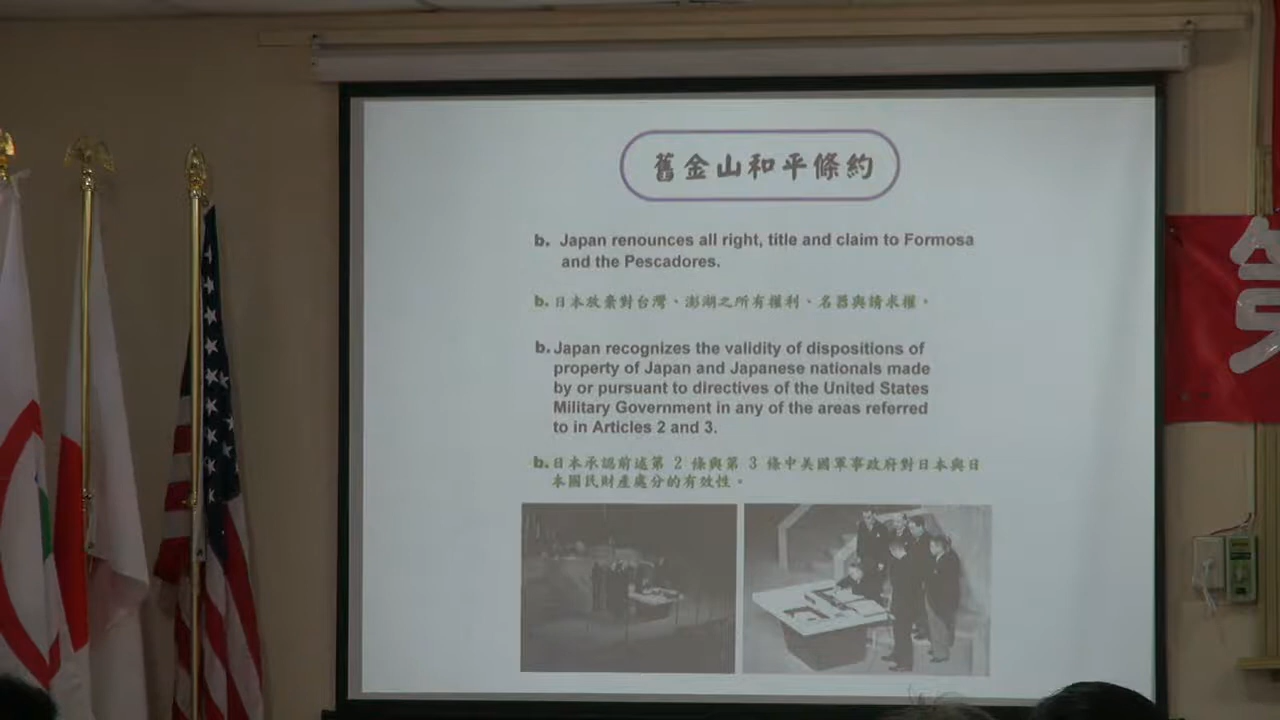 舊金山和平條約
b. Japan renounces all right, title and claim to Formosa
and the Pescadores.
b. 日本放棄對台灣、澎湖之所有權利、名器與請求權。
b. Japan recognizes the validity of dispositions of
property of Japan and Japanese nationals made
by or pursuant to directives of the United States
Military Government in any of the areas referred
to in Articles 2 and 3.
b. 日本承認前述第 2 條與第 3 條中美國軍事政府對日本與日
本國民財產處分的有效性。
第